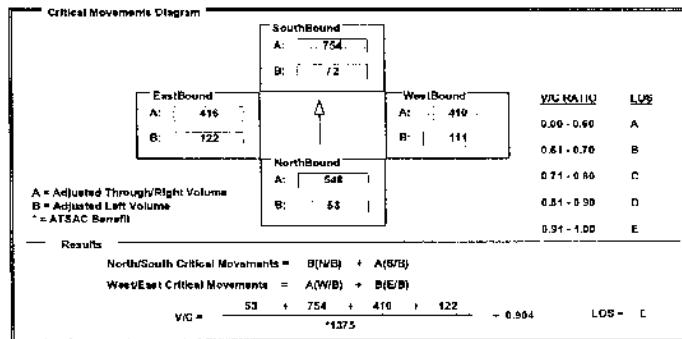 Critical Movements Diagram
SouthBound
A: 754
B: 72
EastBound
A: 416
B: 122
WestBound
A: 410
B: 111
NorthBound
A: 548
B: 53
V/C RATIO LOS
0.00 - 0.60 A
0.61 - 0.70 B
0.71 - 0.80 C
0.81 - 0.90 D
0.91 - 1.00 E
A = Adjusted Through/Right Volume
B = Adjusted Left Volume
* = ATSAC Benefit
Results
North/South Critical Movements = B(N/B) + A(S/B)
West/East Critical Movements = A(W/B) + B(E/B)
V/C = 53 + 754 + 410 + 122
*1375
= 0.904 LOS = E